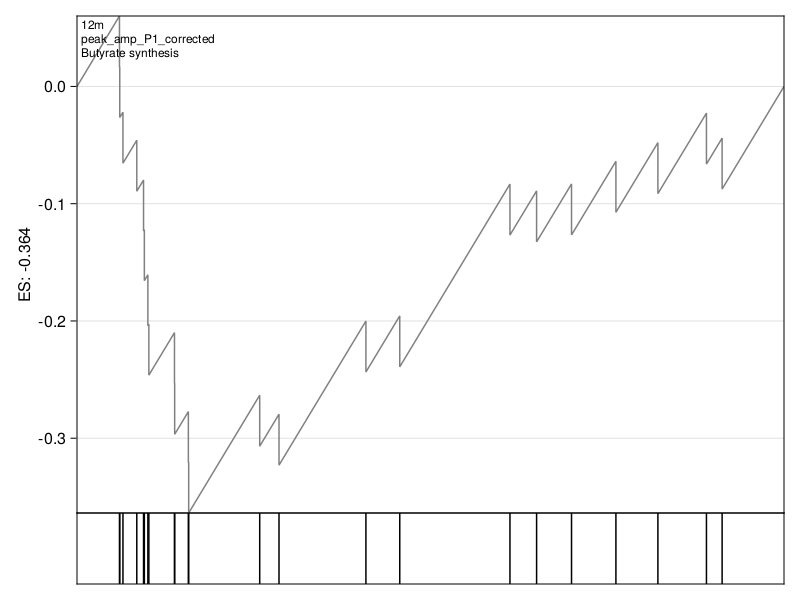 12m
peak_amp_P1_corrected
Butyrate synthesis
0.0
-0.1
-0.2
-0.3
ES: -0.364